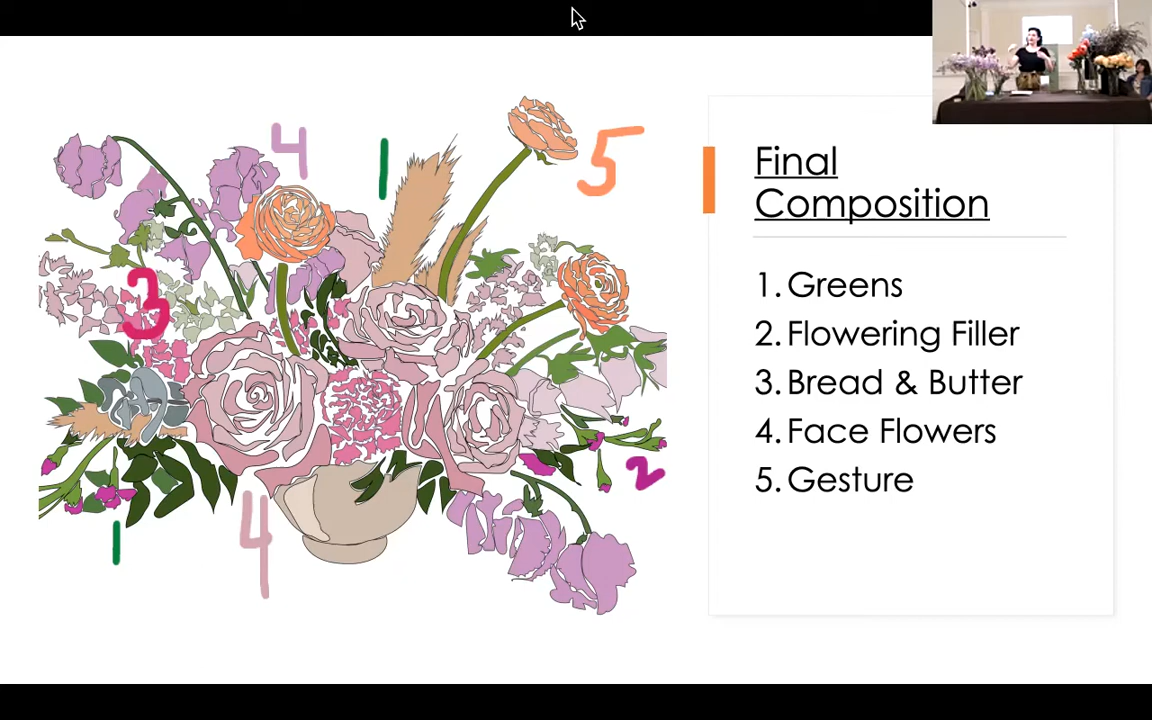 4
1
5
3
2
1
4
Final
Composition
1. Greens
2. Flowering Filler
3. Bread & Butter
4. Face Flowers
5. Gesture